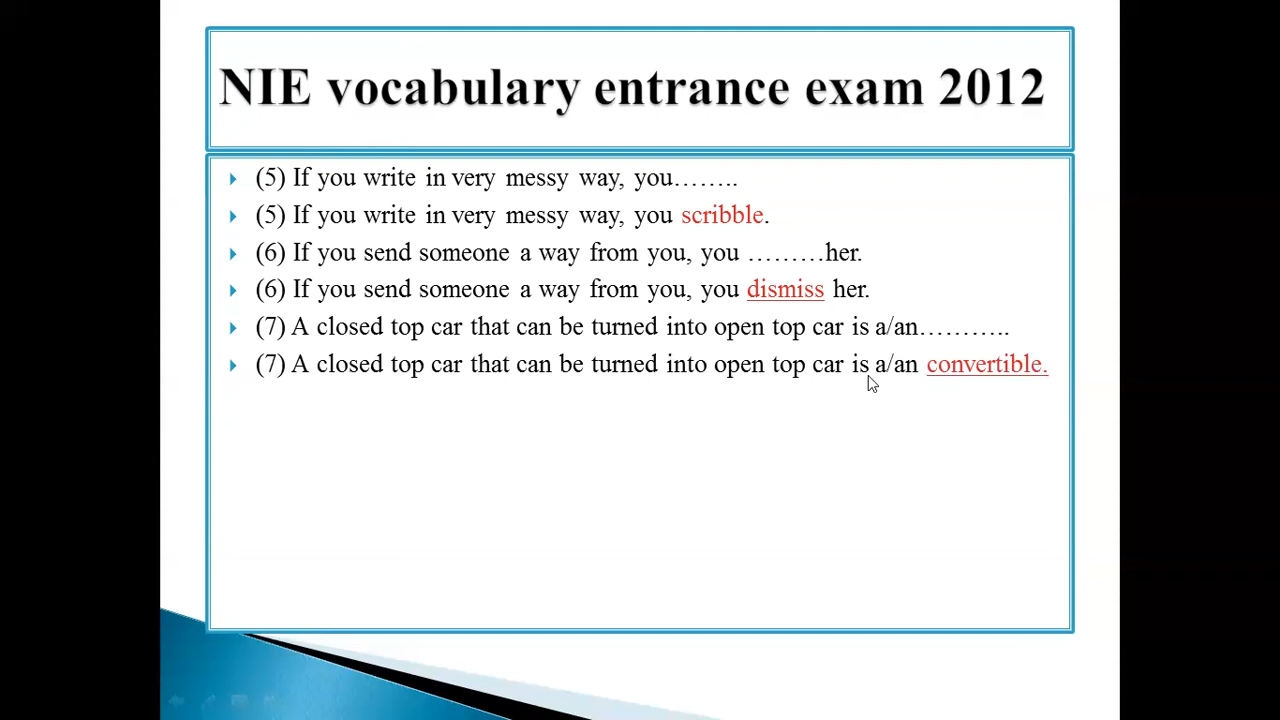 NIE vocabulary entrance exam 2012
(5) If you write in very messy way, you……..
(5) If you write in very messy way, you scribble.
(6) If you send someone a way from you, you ………her.
(6) If you send someone a way from you, you dismiss her.
(7) A closed top car that can be turned into open top car is a/an………..
(7) A closed top car that can be turned into open top car is a/an convertible.